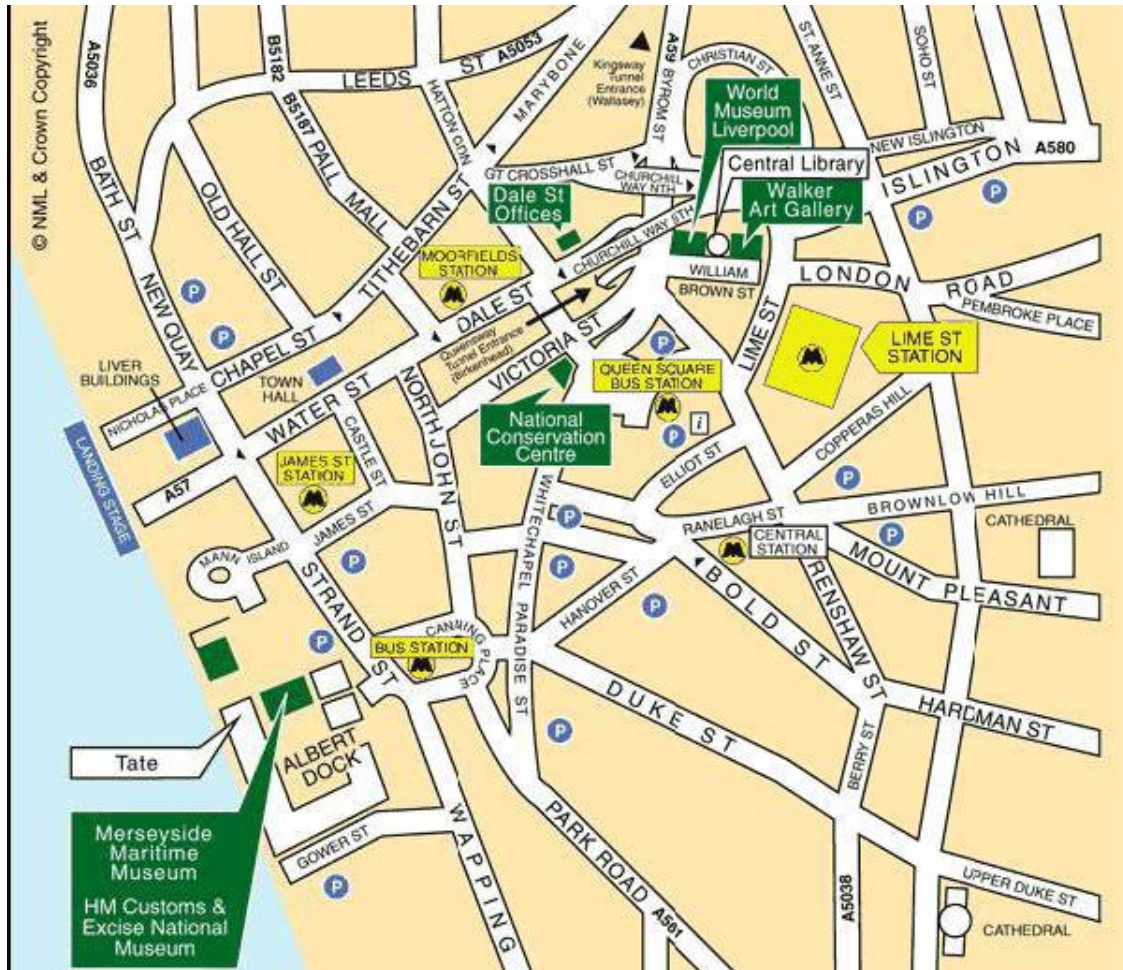 © NML & Crown Copyright
A5036
B5182
LEEDS ST A5053
B5187 PALL MALL
HATTON GDN
MARYBONE
Kingsway
Tunnel
Entrance
(Wallasey)
A59 BYROM ST
CHRISTIAN ST
ST. ANNE ST
SOHO ST
World
Museum
Liverpool
NEW ISLINGTON
ISLINGTON A580
Central Library
Walker
Art Gallery
BATH ST
OLD HALL ST
TITHEBARN ST
GT CROSSHALL ST
CHURCHILL
WAY NTH
Dale St
Offices
CHURCHILL WAY STH
MOORFIELDS
STATION
M
WILLIAM
BROWN ST
LONDON ROAD
PEMBROKE PLACE
NEW QUAY
P
P
P
P
CHAPEL ST
DALE ST
Queensway
Tunnel Entrance
(Birkenhead)
VICTORIA ST
LIME ST
M
LIME ST
STATION
LIVER
BUILDINGS
TOWN
HALL
P
QUEEN SQUARE
BUS STATION
M
NICHOLAS PLACE
WATER ST
NORTH JOHN ST
National
Conservation
Centre
i
P
COPPERAS HILL
LANDING STAGE
A57
JAMES ST
STATION
M
CASTLE ST
ELLIOT ST
P
WHITECHAPEL
BROWNLOW HILL
MANN ISLAND
JAMES ST
P
P
RANELAGH ST
CENTRAL
STATION
M
P
CATHEDRAL
STRAND ST
P
HANOVER ST
P
BOLD ST
RENSHAW ST
MOUNT PLEASANT
P
BUS STATION
M
CANNING
PLACE
PARADISE ST
DUKE ST
HARDMAN ST
Tate
ALBERT
DOCK
P
BERRY ST
Merseyside
Maritime
Museum
HM Customs &
Excise National
Museum
GOWER ST
P
WAPPING
PARK ROAD A561
A5038
UPPER DUKE ST
CATHEDRAL